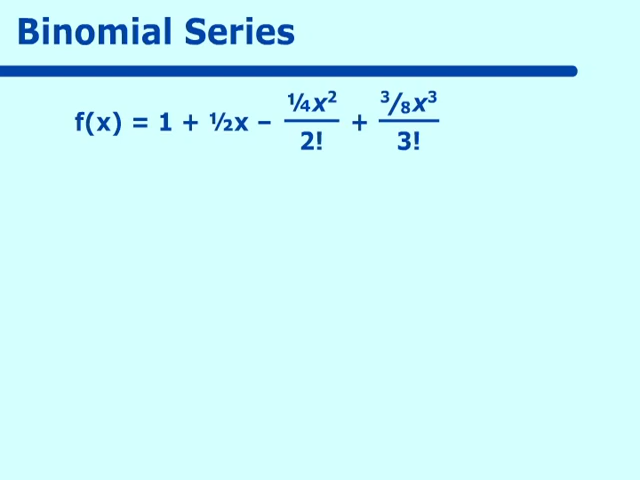 Binomial Series
f(x) = 1 + ½x – ¼x² / 2! + ³/₈x³ / 3!